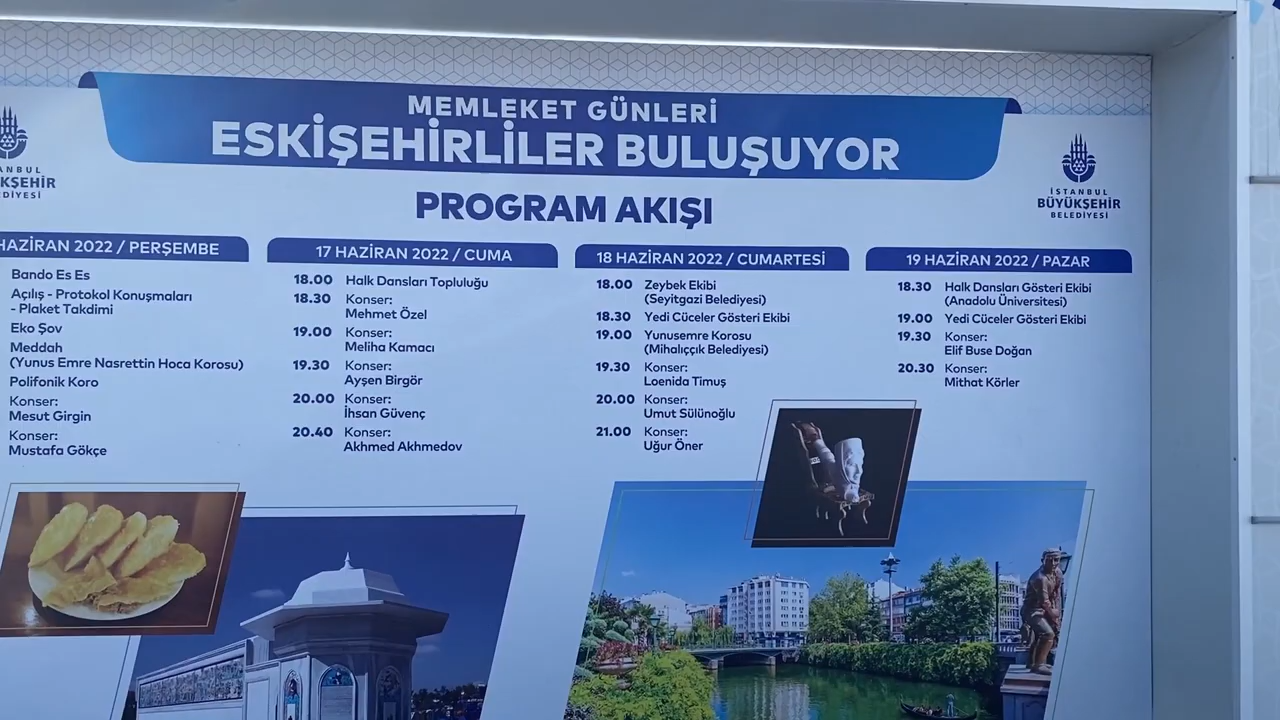 MEMLEKET GÜNLERİ
ESKİŞEHİRLİLER BULUŞUYOR
PROGRAM AKIŞI
İSTANBUL
BÜYÜKŞEHİR
BELEDİYESİ
HAZİRAN 2022 / PERŞEMBE
Bando Es Es
Açılış - Protokol Konuşmaları
- Plaket Takdimi
Eko Şov
Meddah
(Yunus Emre Nasrettin Hoca Korosu)
Polifonik Koro
Konser:
Mesut Girgin
Konser:
Mustafa Gökçe
17 HAZİRAN 2022 / CUMA
18.00 Halk Dansları Topluluğu
18.30 Konser:
Mehmet Özel
19.00 Konser:
Meliha Kamacı
19.30 Konser:
Ayşen Birgör
20.00 Konser:
İhsan Güvenç
20.40 Konser:
Akhmed Akhmedov
18 HAZİRAN 2022 / CUMARTESİ
18.00 Zeybek Ekibi
(Seyitgazi Belediyesi)
18.30 Yedi Cüceler Gösteri Ekibi
19.00 Yunusemre Korosu
(Mihalıççık Belediyesi)
19.30 Konser:
Loenida Timuş
20.00 Konser:
Umut Sülünoğlu
21.00 Konser:
Uğur Öner
19 HAZİRAN 2022 / PAZAR
18.30 Halk Dansları Gösteri Ekibi
(Anadolu Üniversitesi)
19.00 Yedi Cüceler Gösteri Ekibi
19.30 Konser:
Elif Buse Doğan
20.30 Konser:
Mithat Körler